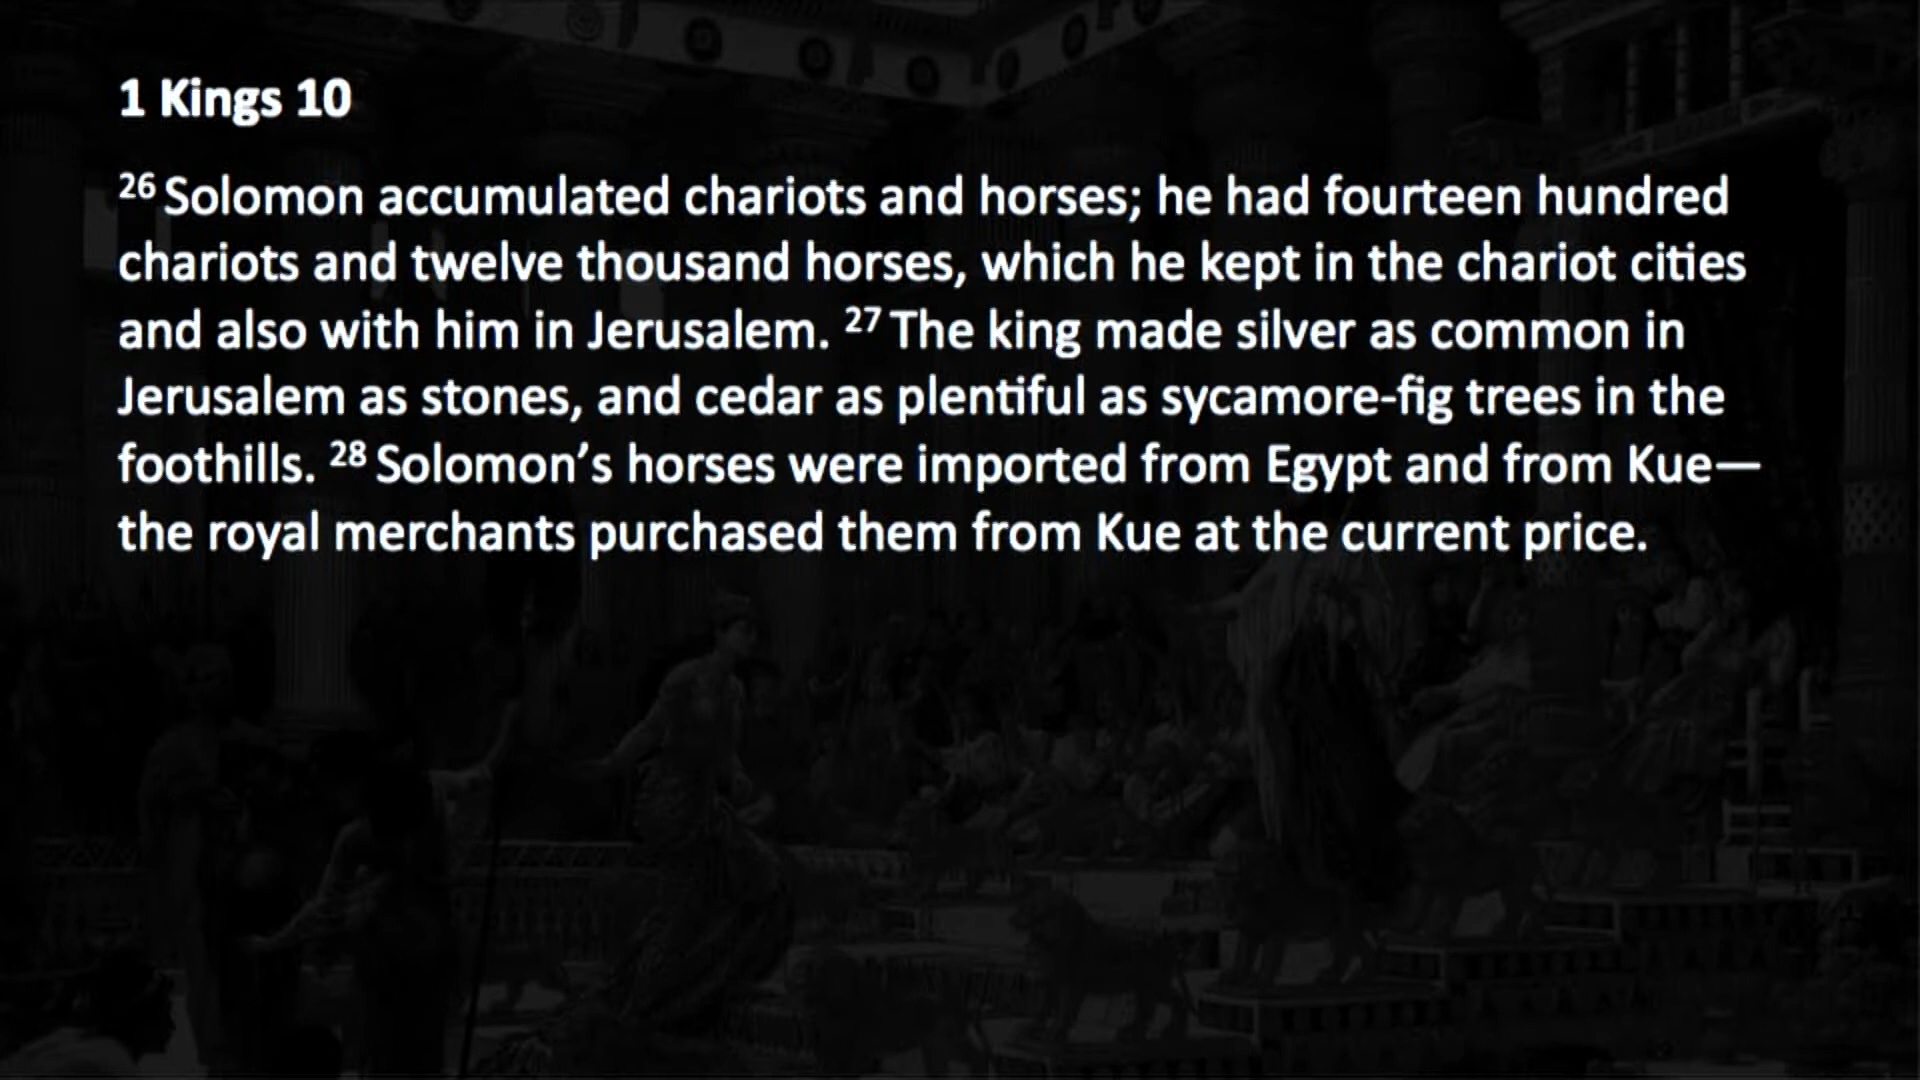 1 Kings 10
26 Solomon accumulated chariots and horses; he had fourteen hundred
chariots and twelve thousand horses, which he kept in the chariot cities
and also with him in Jerusalem. 27 The king made silver as common in
Jerusalem as stones, and cedar as plentiful as sycamore-fig trees in the
foothills. 28 Solomon’s horses were imported from Egypt and from Kue—
the royal merchants purchased them from Kue at the current price.